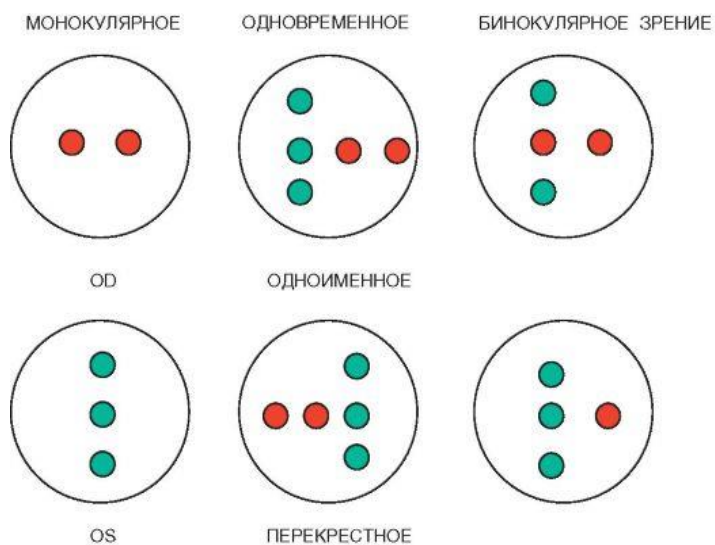 МОНОКУЛЯРНОЕ ОДНОВРЕМЕННОЕ БИНОКУЛЯРНОЕ ЗРЕНИЕ
OD ОДНОИМЕННОЕ
OS ПЕРЕКРЕСТНОЕ